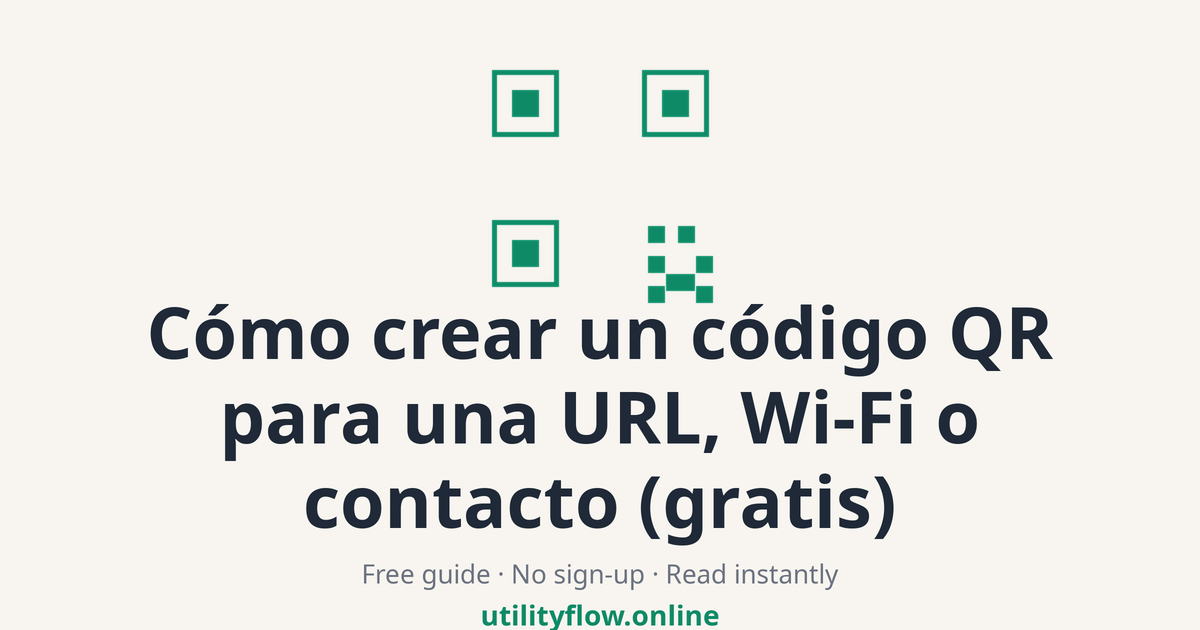 Cómo crear un código QR
para una URL, Wi-Fi o
contacto (gratis)
Free guide · No sign-up · Read instantly
utilityflow.online